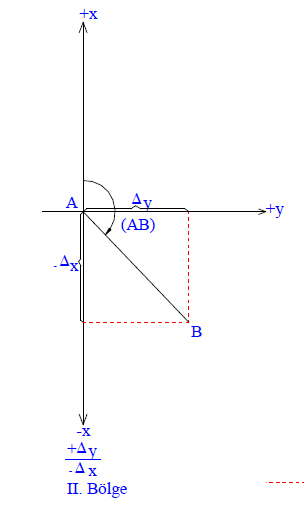 +x
A
Δy
+y
(AB)
-Δx
B
-x
+Δy
-Δx
II. Bölge